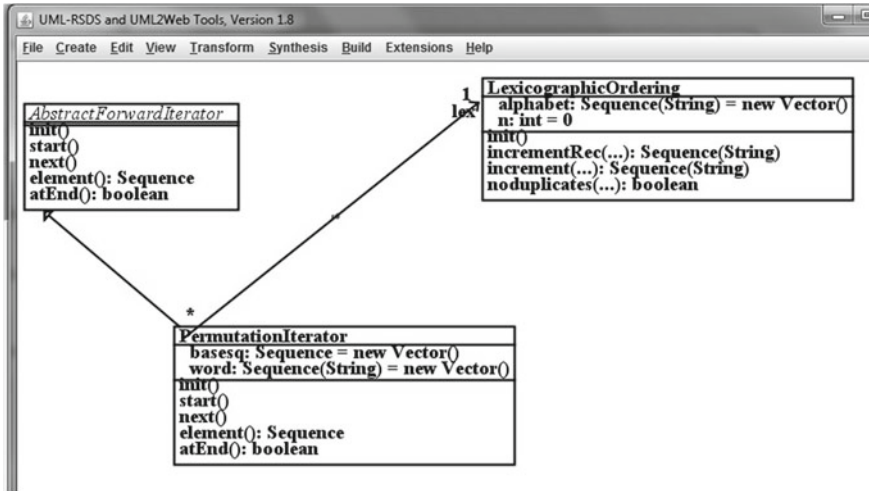 UML-RSDS and UML2Web Tools, Version 1.8
File Create Edit View Transform Synthesis Build Extensions Help
AbstractForwardIterator
init()
start()
next()
element(): Sequence
atEnd(): boolean
1
lex
LexicographicOrdering
alphabet: Sequence(String) = new Vector()
n: int = 0
init()
incrementRec(...): Sequence(String)
increment(...): Sequence(String)
noduplicates(...): boolean
*
PermutationIterator
basesq: Sequence = new Vector()
word: Sequence(String) = new Vector()
init()
start()
next()
element(): Sequence
atEnd(): boolean